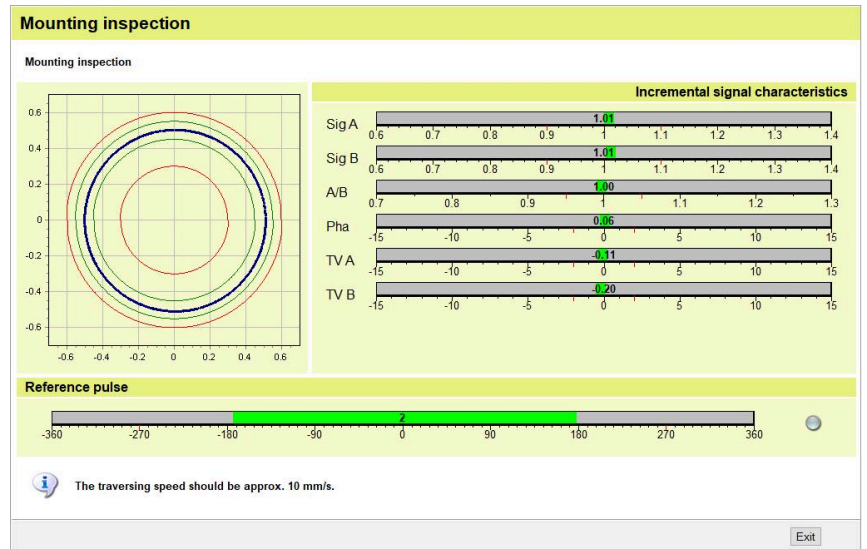 Mounting inspection
Mounting inspection
Incremental signal characteristics
0.6
0.4
0.2
0
-0.2
-0.4
-0.6
-0.6 -0.4 -0.2 0 0.2 0.4 0.6
Sig A 1.01
0.6 0.7 0.8 0.9 1 1.1 1.2 1.3 1.4
Sig B 1.01
0.6 0.7 0.8 0.9 1 1.1 1.2 1.3 1.4
A/B 1.00
0.7 0.8 0.9 1 1.1 1.2 1.3
Pha 0.06
-15 -10 -5 0 5 10 15
TV A -0.11
-15 -10 -5 0 5 10 15
TV B -0.20
-15 -10 -5 0 5 10 15
Reference pulse
2
-360 -270 -180 -90 0 90 180 270 360
The traversing speed should be approx. 10 mm/s.
Exit